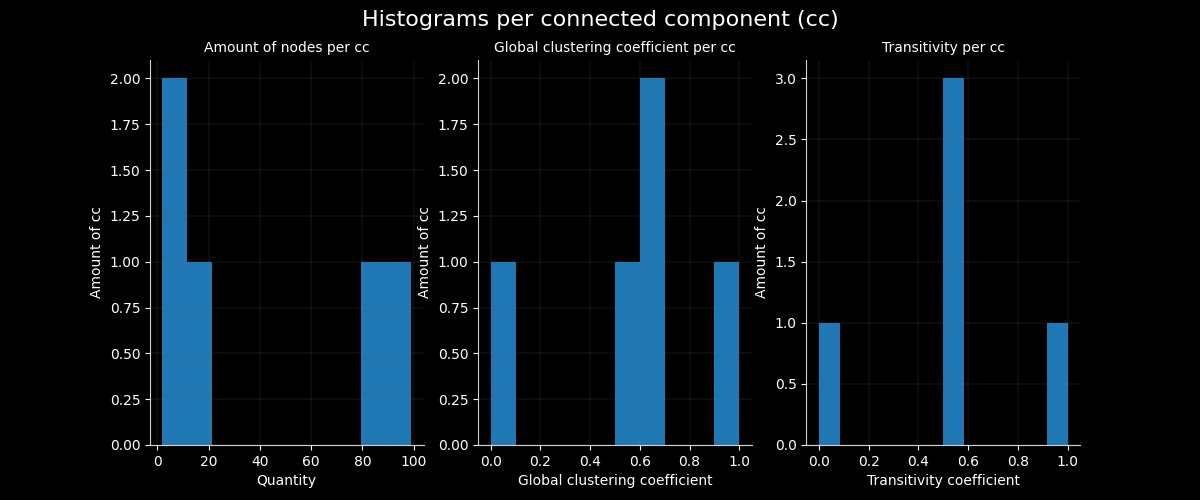 Histograms per connected component (cc)
Amount of nodes per cc
Global clustering coefficient per cc
Transitivity per cc
2.00
1.75
1.50
1.25
1.00
0.75
0.50
0.25
0.00
Amount of cc
0 20 40 60 80 100
Quantity
2.00
1.75
1.50
1.25
1.00
0.75
0.50
0.25
0.00
Amount of cc
0.0 0.2 0.4 0.6 0.8 1.0
Global clustering coefficient
3.0
2.5
2.0
1.5
1.0
0.5
0.0
Amount of cc
0.0 0.2 0.4 0.6 0.8 1.0
Transitivity coefficient